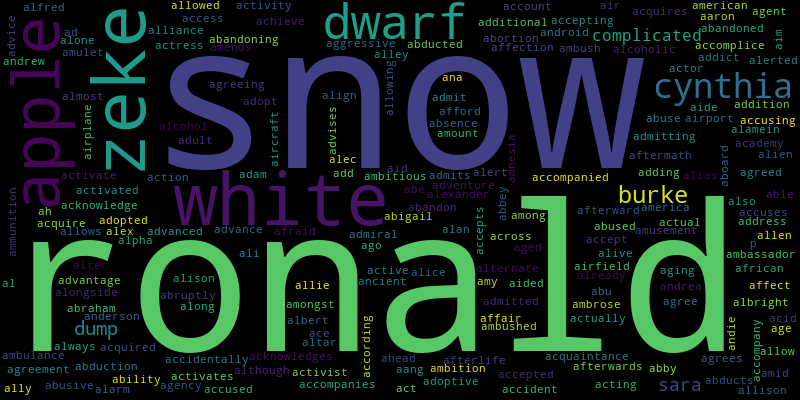 alfred
allowed
activity
air
american
advice
ad
access
achieve
account
acquires
aaron
agent
apple
zeke
alliance
dwarf
additional
accepting
alone
abandoning
aggressive
abortion
android
complicated
abandoned
aim
actress
amends
abducted
affection
ambush
alcoholic
accomplice
andrew
amulet
alley
snow
actor
addict
alerted
almost
agreeing
allowing
ana
cynthia
alien
airplane
adopt
align
admit
afford
aide
addition
alcohol
aircraft
advises
absence
abuse
airport
accusing
adult
alec
amount
amnesia
admitting
alamein
academy
aftermath
aboard
alien
activate
action
adam
add
aid
ambitious
admits
alert
accompanied
adding
alias
agreed
activated
white
abe
adventure
alexander
abbey
burke
able
ammunition
acknowledge
abandon
accepts
among
afterward
america
also
accuses
ah
adopted
abigail
abused
actual
address
acquire
alex
advanced
advance
afraid
admiral
alan
across
accept
amusement
allen
allows
alpha
ali
ago
aged
alive
p
ambassador
ronald
alter
alison
active
alice
alternate
airfield
aging
african
al
advantage
abruptly
allie
ancient
amy
aided
already
abu
andrea
affect
alongside
along
amongst
admitted
ambrose
agree
albright
abraham
anderson
albert
ace
according
affair
actually
andie
acid
dump
altar
ambushed
accompany
age
always
acquired
accidentally
acknowledges
ahead
afterlife
acquaintance
agrees
allow
ambulance
agreement
abduction
although
activist
aang
ambition
accepted
afterwards
abby
amid
ability
activates
adoptive
ally
abusive
alarm
agency
accused
accompanies
act
accident
acting
sara
abducts
allison